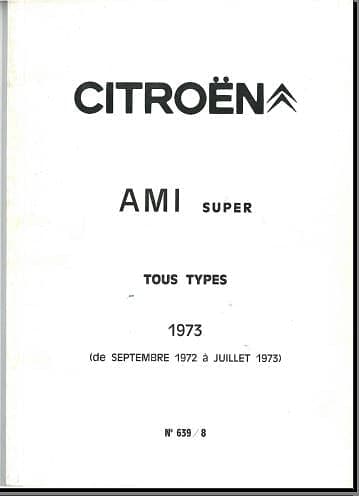 CITROËN
AMI SUPER
TOUS TYPES
1973
(de SEPTEMBRE 1972 à JUILLET 1973)
N° 639/8